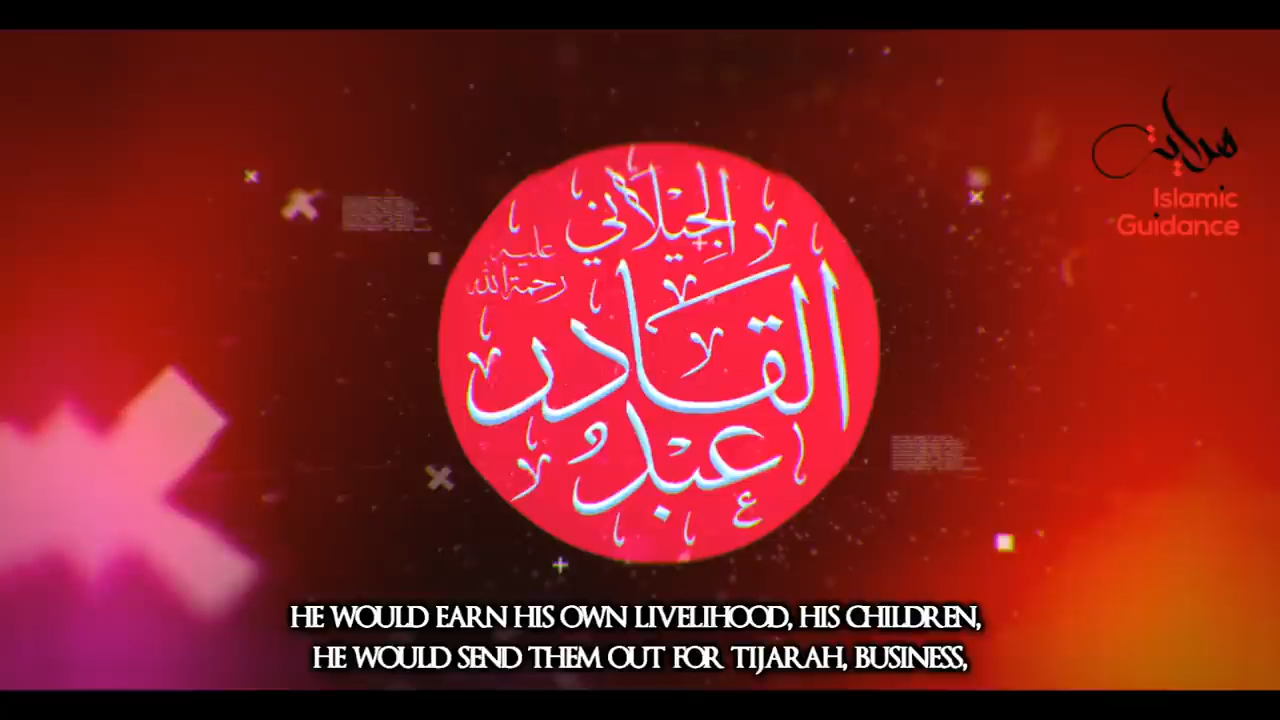 هداية
Islamic
Guidance
الجيلاني
عليه
رحمة الله
القادر
عبد
HE WOULD EARN HIS OWN LIVELIHOOD, HIS CHILDREN,
HE WOULD SEND THEM OUT FOR TIJARAH, BUSINESS,